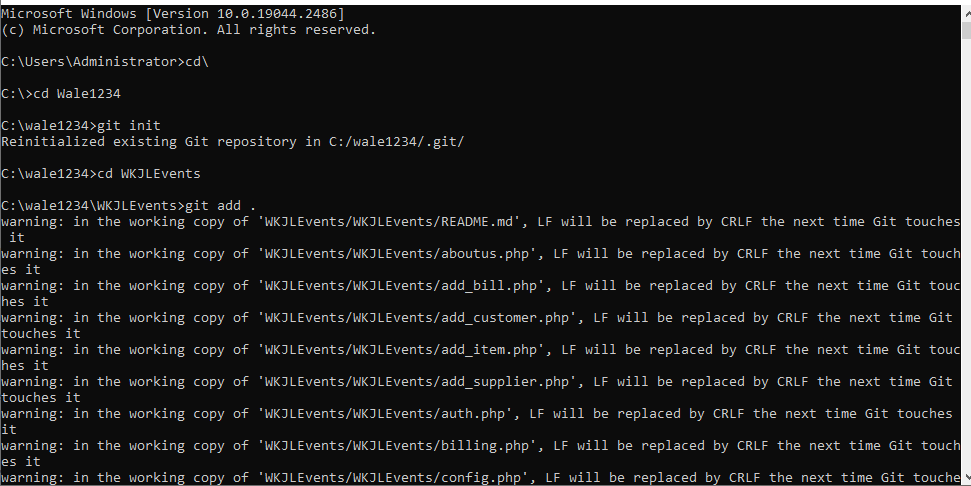 Microsoft Windows [Version 10.0.19044.2486]
(c) Microsoft Corporation. All rights reserved.
C:\Users\Administrator>cd\
C:\>cd Wale1234
C:\wale1234>git init
Reinitialized existing Git repository in C:/wale1234/.git/
C:\wale1234>cd WKJLEvents
C:\wale1234\WKJLEvents>git add .
warning: in the working copy of 'WKJLEvents/WKJLEvents/README.md', LF will be replaced by CRLF the next time Git touches
 it
warning: in the working copy of 'WKJLEvents/WKJLEvents/aboutus.php', LF will be replaced by CRLF the next time Git touch
es it
warning: in the working copy of 'WKJLEvents/WKJLEvents/add_bill.php', LF will be replaced by CRLF the next time Git touc
hes it
warning: in the working copy of 'WKJLEvents/WKJLEvents/add_customer.php', LF will be replaced by CRLF the next time Git
touches it
warning: in the working copy of 'WKJLEvents/WKJLEvents/add_item.php', LF will be replaced by CRLF the next time Git touc
hes it
warning: in the working copy of 'WKJLEvents/WKJLEvents/add_supplier.php', LF will be replaced by CRLF the next time Git
touches it
warning: in the working copy of 'WKJLEvents/WKJLEvents/auth.php', LF will be replaced by CRLF the next time Git touches
it
warning: in the working copy of 'WKJLEvents/WKJLEvents/billing.php', LF will be replaced by CRLF the next time Git touch
es it
warning: in the working copy of 'WKJLEvents/WKJLEvents/config.php', LF will be replaced by CRLF the next time Git touche